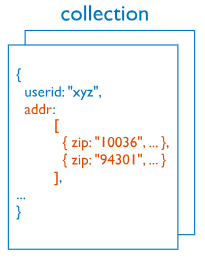 collection
{
userid: "xyz",
addr:
[
{ zip: "10036", ... },
{ zip: "94301", ... }
],
...
}